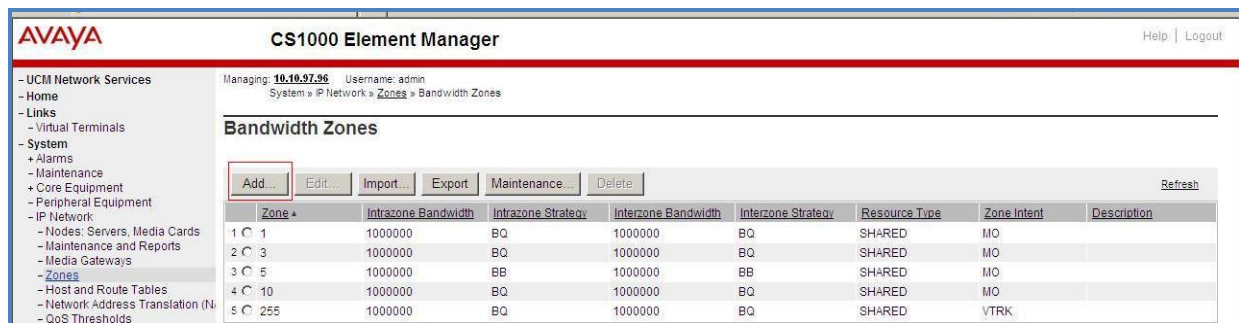 AVAYA
CS1000 Element Manager
Help | Logout
- UCM Network Services
- Home
- Links
- Virtual Terminals
- System
+ Alarms
- Maintenance
+ Core Equipment
- Peripheral Equipment
- IP Network
- Nodes: Servers, Media Cards
- Maintenance and Reports
- Media Gateways
- Zones
- Host and Route Tables
- Network Address Translation (N
- QoS Thresholds
Managing: 10.10.97.96 Username: admin
System » IP Network » Zones » Bandwidth Zones
Bandwidth Zones
Add... Edit... Import... Export Maintenance... Delete Refresh
Zone Intrazone Bandwidth Intrazone Strategy Interzone Bandwidth Interzone Strategy Resource Type Zone Intent Description
1 1 1000000 BQ 1000000 BQ SHARED MO
2 3 1000000 BQ 1000000 BQ SHARED MO
3 5 1000000 BB 1000000 BB SHARED MO
4 10 1000000 BQ 1000000 BQ SHARED MO
5 255 1000000 BQ 1000000 BQ SHARED VTRK